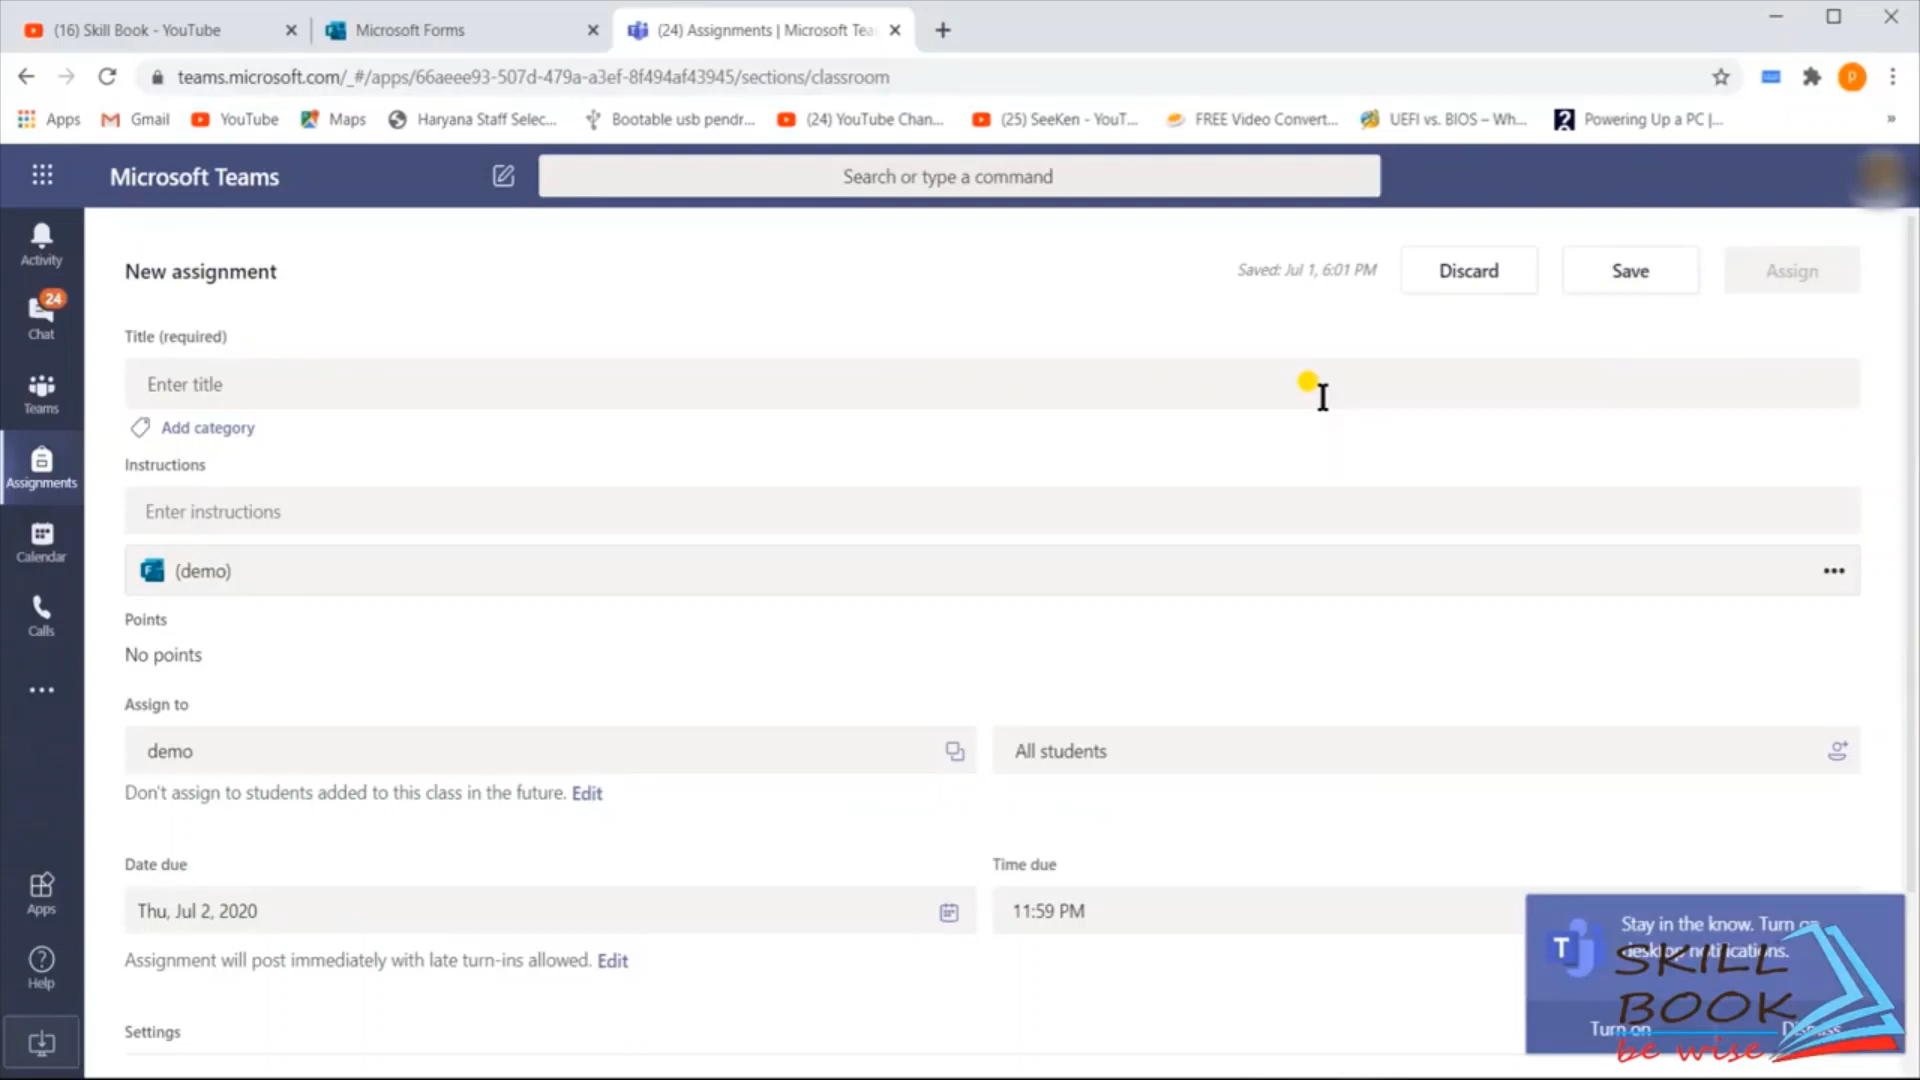 (16) Skill Book - YouTube
Microsoft Forms
(24) Assignments | Microsoft Tea
teams.microsoft.com/_#/apps/66aeee93-507d-479a-a3ef-8f494af43945/sections/classroom
P
Apps
Gmail
YouTube
Maps
Haryana Staff Selec...
Bootable usb pendr...
(24) YouTube Chan...
(25) SeeKen - YouT...
FREE Video Convert...
UEFI vs. BIOS – Wh...
Powering Up a PC |...
»
Microsoft Teams
Search or type a command
Activity
24
Chat
Teams
Assignments
Calendar
Calls
Apps
Help
New assignment
Saved: Jul 1, 6:01 PM
Discard
Save
Assign
Title (required)
Enter title
Add category
Instructions
Enter instructions
F (demo)
Points
No points
Assign to
demo
All students
Don't assign to students added to this class in the future. Edit
Date due
Time due
Thu, Jul 2, 2020
11:59 PM
Assignment will post immediately with late turn-ins allowed. Edit
Settings
T
Stay in the know. Turn on
desktop notifications.
Turn on
Dismiss
SKILL
BOOK
be wise